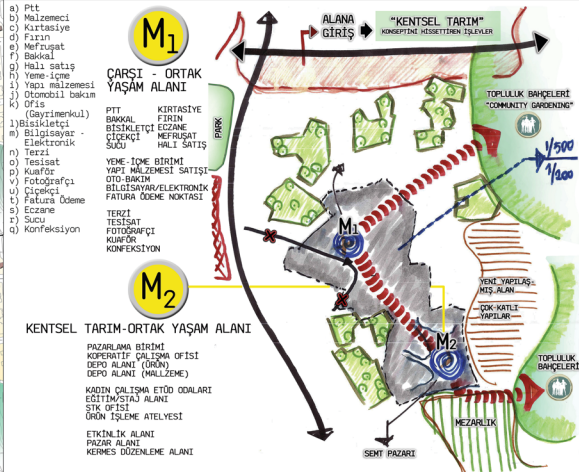 a) Ptt
b) Malzemeci
c) Kırtasiye
d) Fırın
e) Mefruşat
f) Bakkal
g) Halı satış
h) Yeme-içme
i) Yapı malzemesi
j) Otomobil bakım
k) Ofis
(Gayrimenkul)
l)Bisikletçi
m) Bilgisayar -
Elektronik
n) Terzi
o) Tesisat
p) Kuaför
v) Fotoğrafçı
u) Çiçekçi
t) Fatura Ödeme
s) Eczane
r) Sucu
q) Konfeksiyon
M1
ÇARŞI - ORTAK
YAŞAM ALANI
PTT
BAKKAL
BİSİKLETÇİ
ÇİÇEKÇİ
SUCU
KIRTASİYE
FIRIN
ECZANE
MEFRUŞAT
HALI SATIŞ
YEME-İÇME BİRİMİ
YAPI MALZEMESİ SATIŞI
OTO-BAKIM
BİLGİSAYAR/ELEKTRONİK
FATURA ÖDEME NOKTASI
TERZİ
TESİSAT
FOTOĞRAFÇI
KUAFÖR
KONFEKSİYON
M2
KENTSEL TARIM-ORTAK YAŞAM ALANI
PAZARLAMA BİRİMİ
KOPERATİF ÇALIŞMA OFİSİ
DEPO ALANI (ÜRÜN)
DEPO ALANI (MALLZEME)
KADIN ÇALIŞMA ETÜD ODALARI
EĞİTİM/STAJ ALANI
STK OFİSİ
ÜRÜN İŞLEME ATELYESİ
ETKİNLİK ALANI
PAZAR ALANI
KERMES DÜZENLEME ALANI
ALANA
GİRİŞ
"KENTSEL TARIM"
KONSEPTİNİ HİSSETTİREN İŞLEVLER
PARK
TOPLULUK BAHÇELERİ
"COMMUNITY GARDENING"
1/500
1/200
M1
YENİ YAPILAŞ-
MIŞ ALAN
ÇOK KATLI
YAPILAR
M2
TOPLULUK
BAHÇELERİ
MEZARLIK
SEMT PAZARI